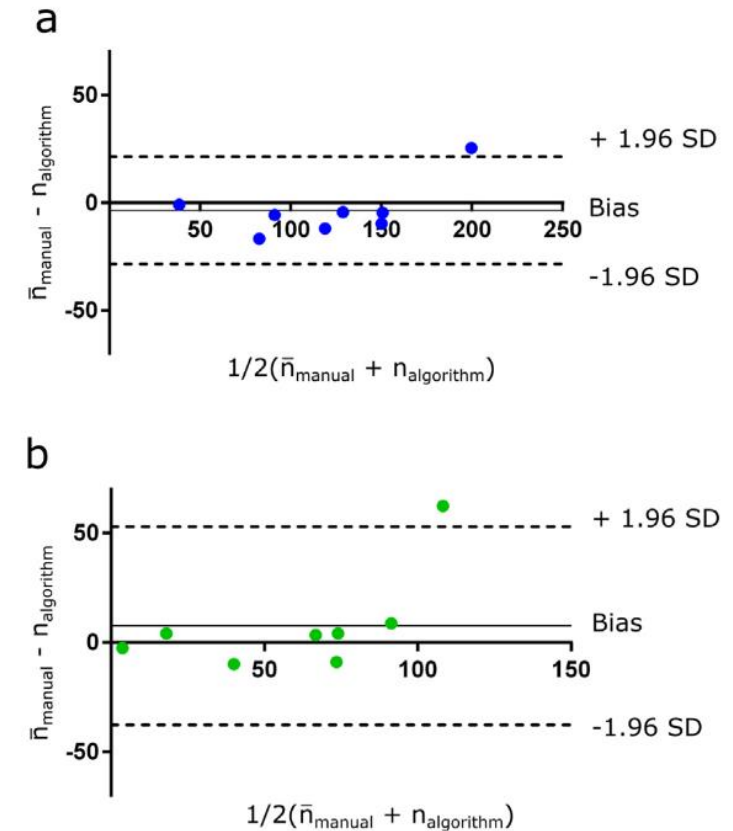 a
n̄manual - nalgorithm
50
0
-50
50 100 150 200 250
+ 1.96 SD
Bias
-1.96 SD
1/2(n̄manual + nalgorithm)
b
n̄manual - nalgorithm
50
0
-50
50 100 150
+ 1.96 SD
Bias
-1.96 SD
1/2(n̄manual + nalgorithm)